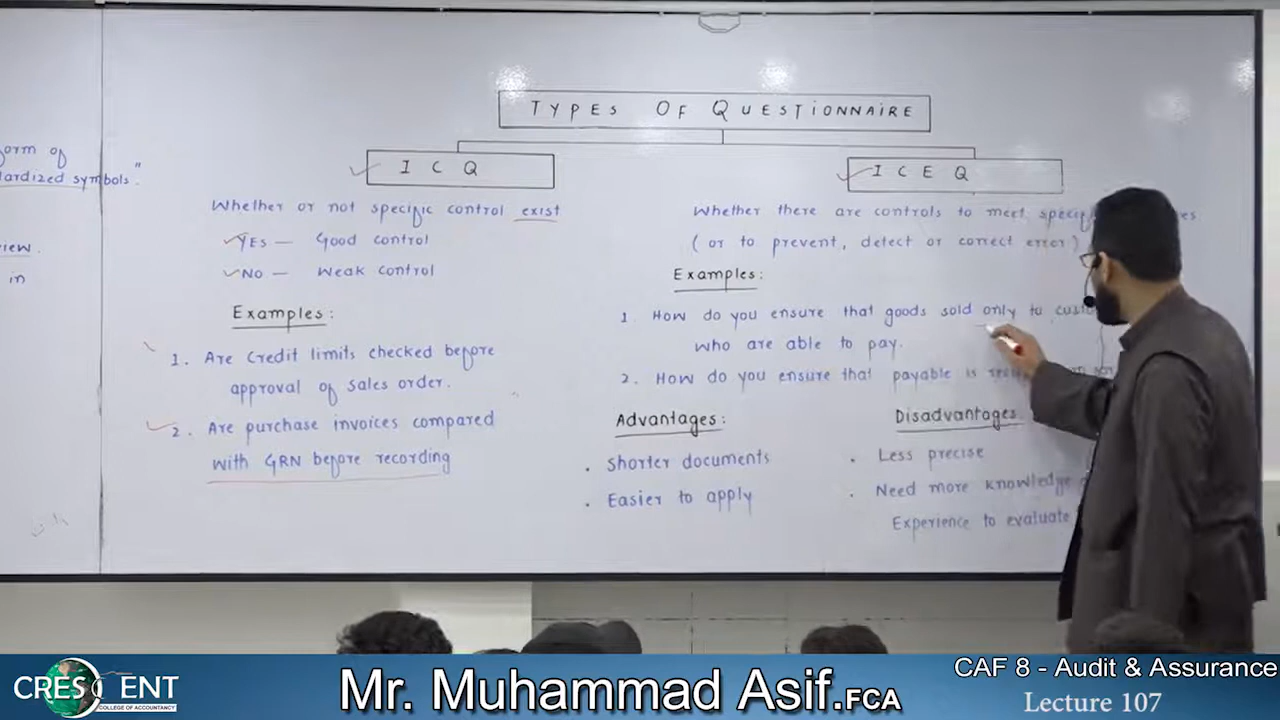 form of
standardized symbols."
view.
in
TYPES OF QUESTIONNAIRE
ICQ
Whether or not specific control exist
YES — Good control
NO — Weak control
Examples:
1. Are Credit limits checked before
approval of sales order.
2. Are purchase invoices compared
with GRN before recording
ICEQ
Whether there are controls to meet
(or to prevent, detect or correct error)
Examples:
1. How do you ensure that goods sold only to
who are able to pay.
2. How do you ensure that payable is
Advantages:
. Shorter documents
. Easier to apply
Disadvantages
. Less precise
. Need more knowledge
Experience to evaluate
CRESCENT
COLLEGE OF ACCOUNTANCY
Mr. Muhammad Asif.FCA
CAF 8 - Audit & Assurance
Lecture 107